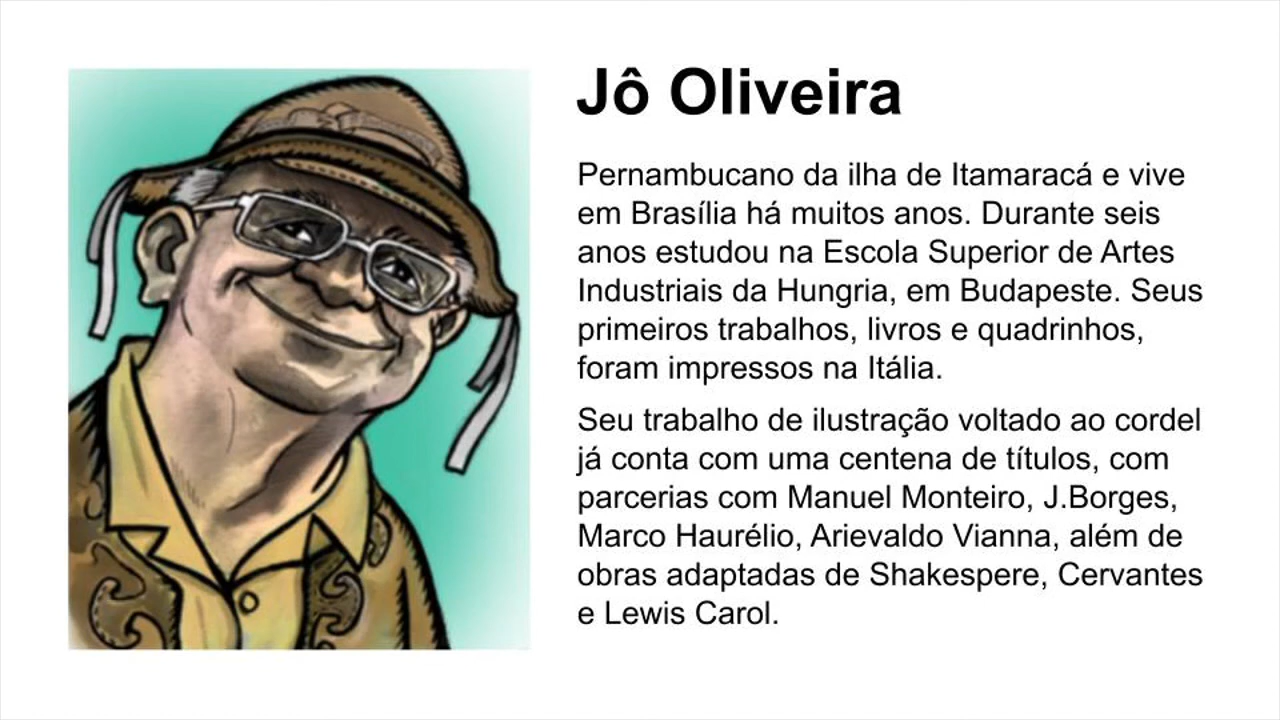 Jô Oliveira
Pernambucano da ilha de Itamaracá e vive
em Brasília há muitos anos. Durante seis
anos estudou na Escola Superior de Artes
Industriais da Hungria, em Budapeste. Seus
primeiros trabalhos, livros e quadrinhos,
foram impressos na Itália.
Seu trabalho de ilustração voltado ao cordel
já conta com uma centena de títulos, com
parcerias com Manuel Monteiro, J.Borges,
Marco Haurélio, Arievaldo Vianna, além de
obras adaptadas de Shakespere, Cervantes
e Lewis Carol.